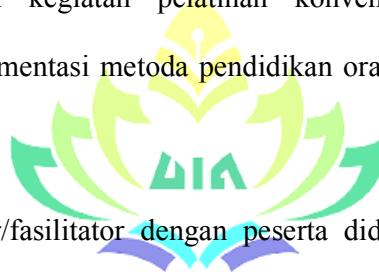 kegiatan pelatihan konven
mentasi metoda pendidikan ora
UIN
/fasilitator dengan peserta did